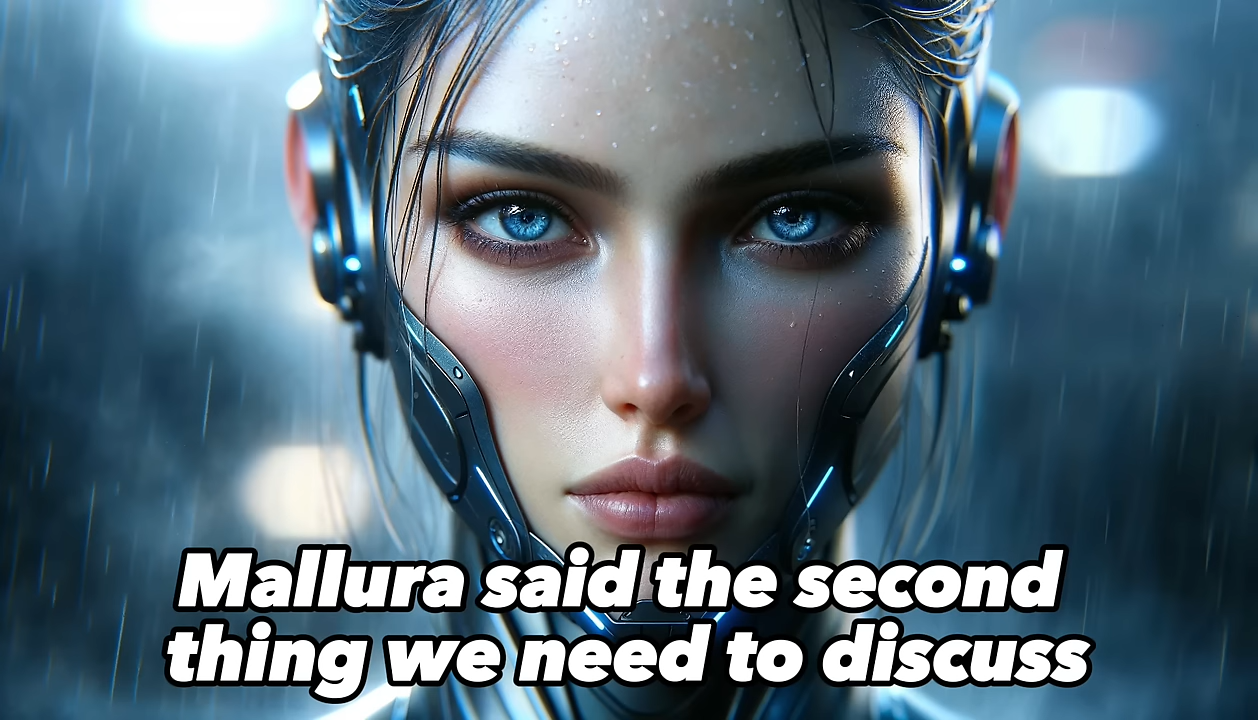 Mallura said the second
thing we need to discuss